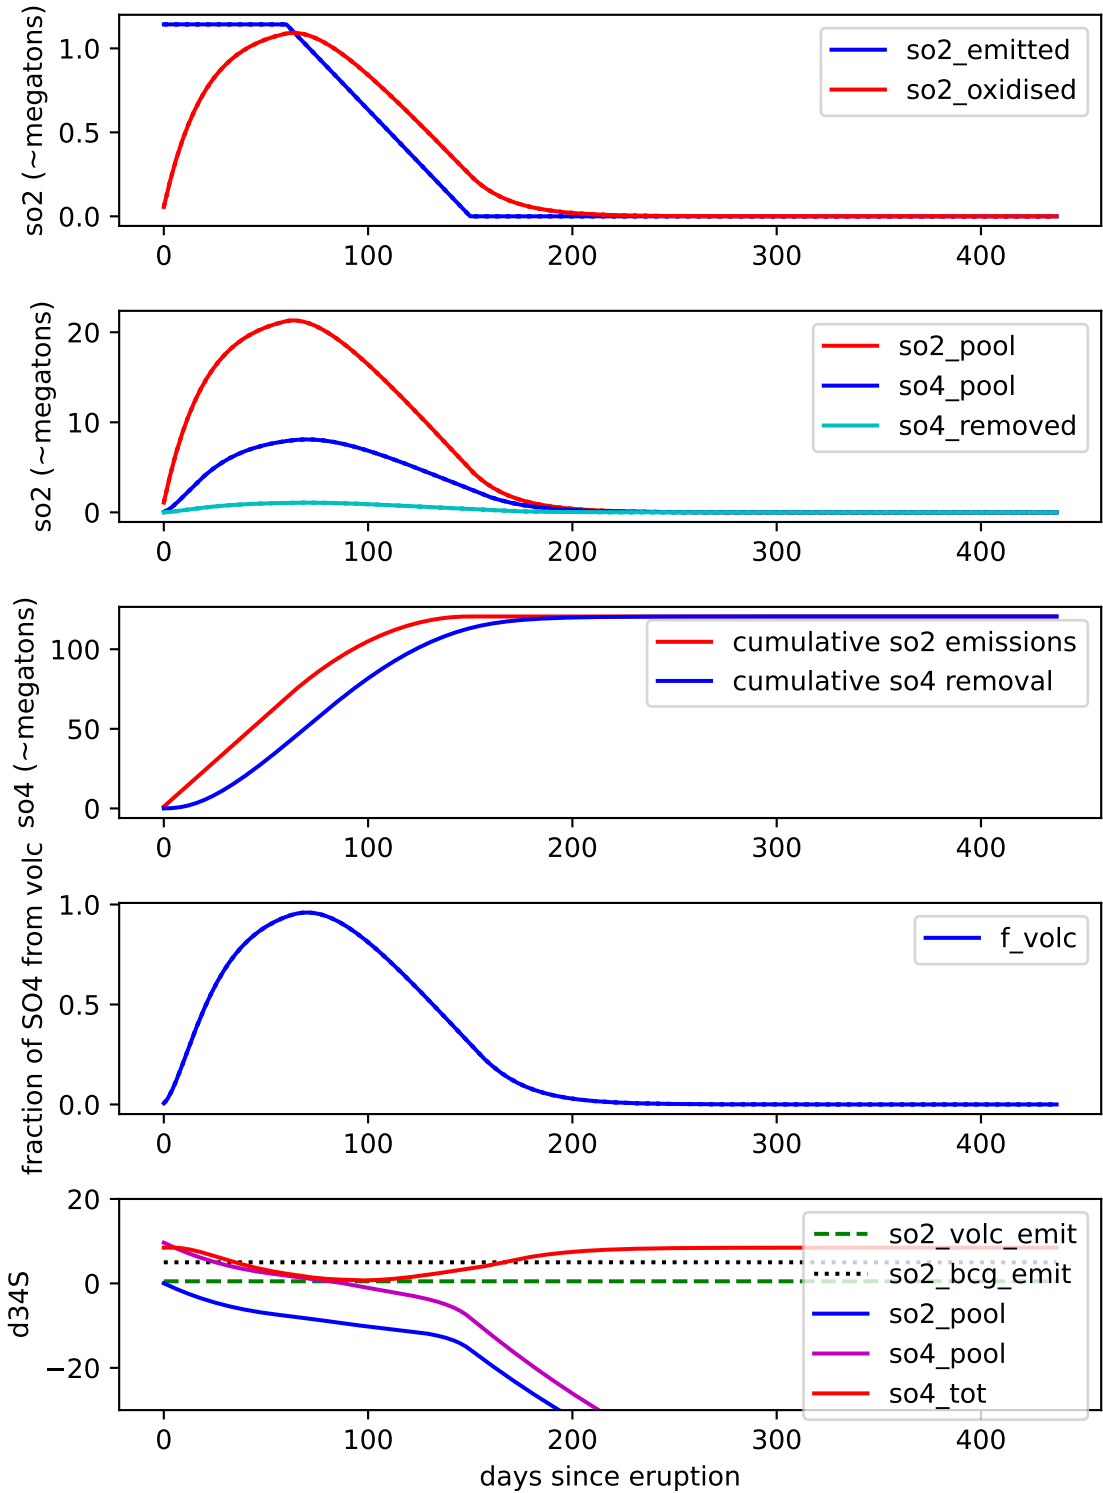 so2 (~megatons)
1.0
0.5
0.0
so2_emitted
so2_oxidised
0 100 200 300 400
so2 (~megatons)
20
10
0
so2_pool
so4_pool
so4_removed
0 100 200 300 400
so4 (~megatons)
100
50
0
cumulative so2 emissions
cumulative so4 removal
0 100 200 300 400
fraction of SO4 from volc
1.0
0.5
0.0
f_volc
0 100 200 300 400
d34S
20
0
−20
so2_volc_emit
so2_bcg_emit
so2_pool
so4_pool
so4_tot
0 100 200 300 400
days since eruption